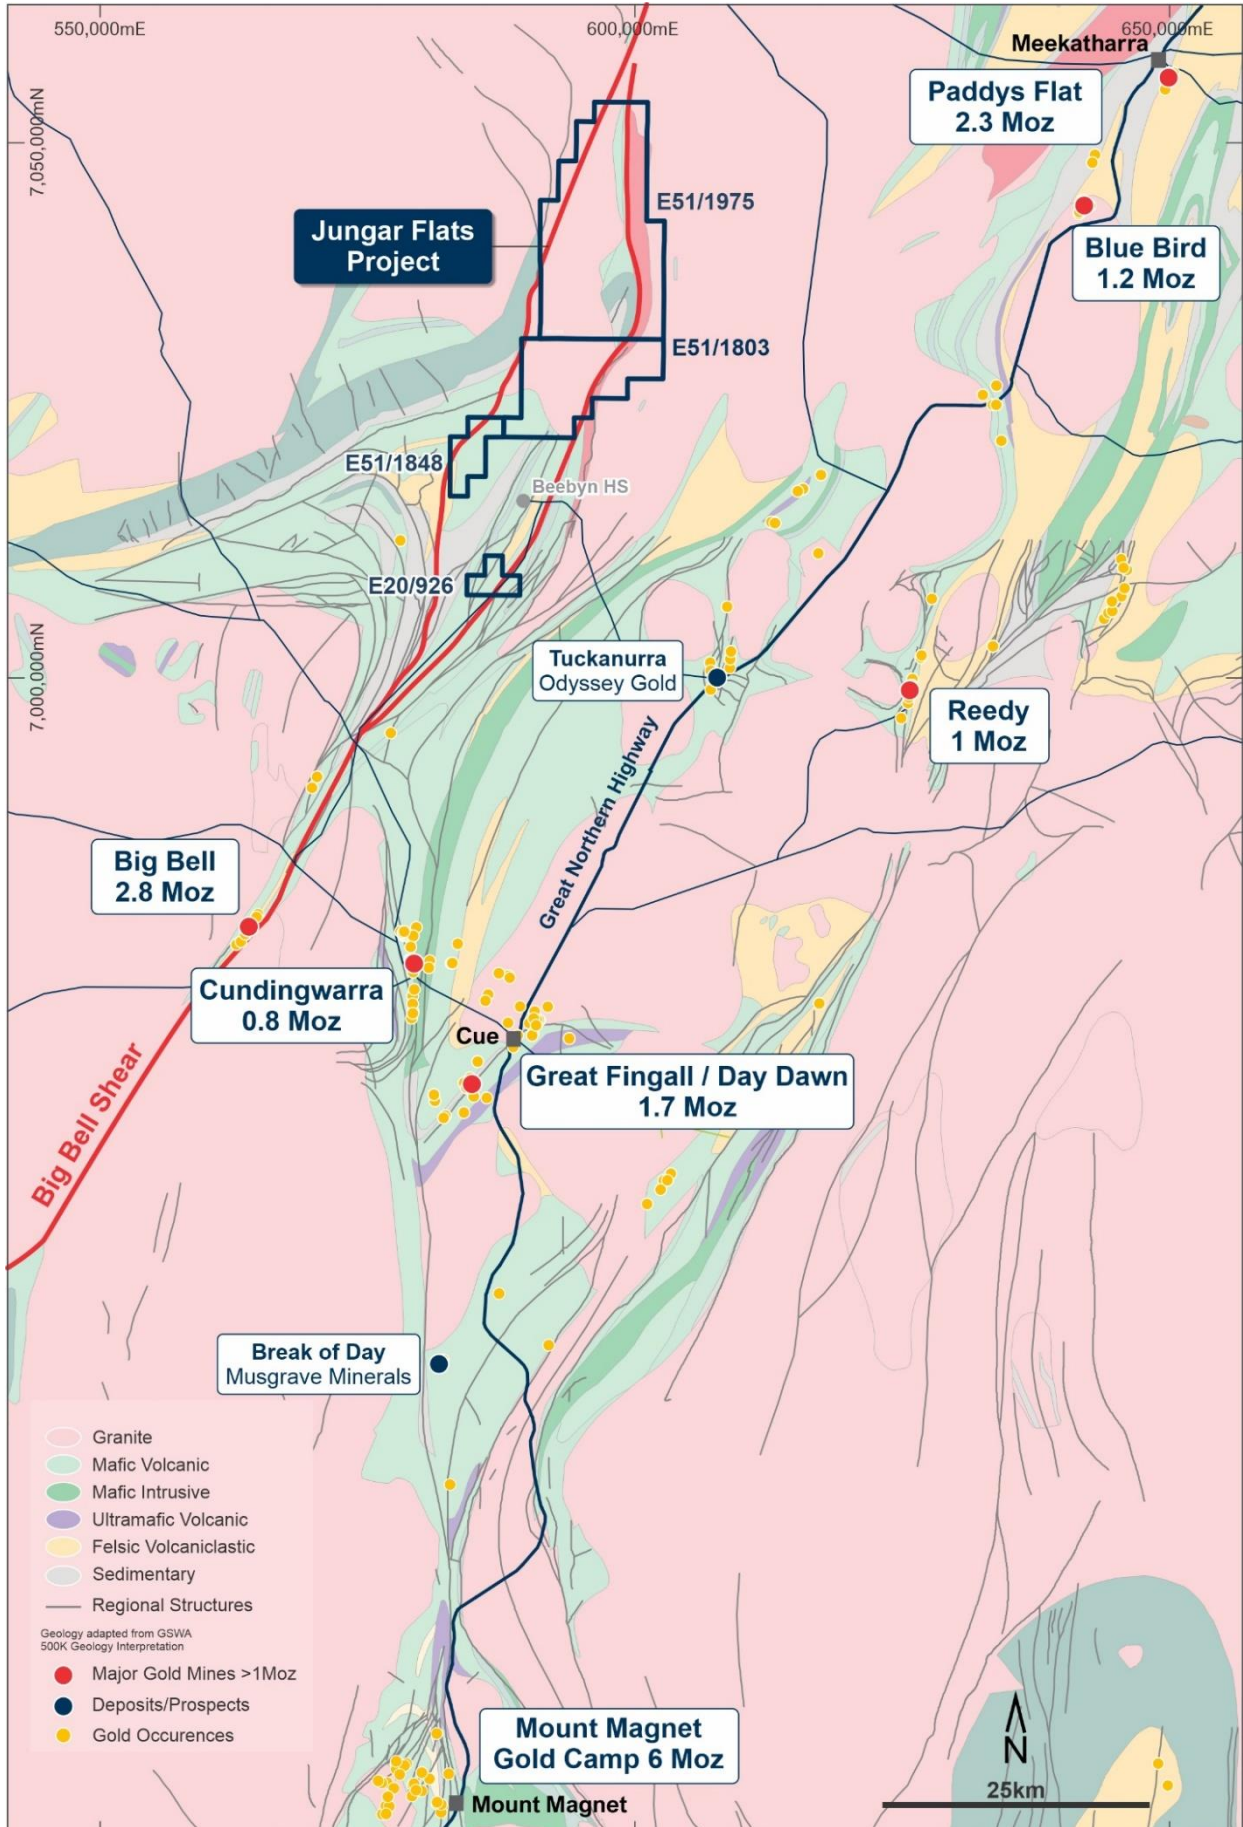 550,000mE
600,000mE
650,000mE
Meekatharra
7,050,000mN
Paddys Flat
2.3 Moz
E51/1975
Jungar Flats
Project
Blue Bird
1.2 Moz
E51/1803
E51/1848
Beebyn HS
E20/926
7,000,000mN
Tuckanurra
Odyssey Gold
Reedy
1 Moz
Great Northern Highway
Big Bell
2.8 Moz
Cundingwarra
0.8 Moz
Cue
Great Fingall / Day Dawn
1.7 Moz
Big Bell Shear
Break of Day
Musgrave Minerals
Granite
Mafic Volcanic
Mafic Intrusive
Ultramafic Volcanic
Felsic Volcaniclastic
Sedimentary
Regional Structures
Geology adapted from GSWA
500K Geology Interpretation
Major Gold Mines >1Moz
Deposits/Prospects
Gold Occurences
Mount Magnet
Gold Camp 6 Moz
Mount Magnet
N
25km